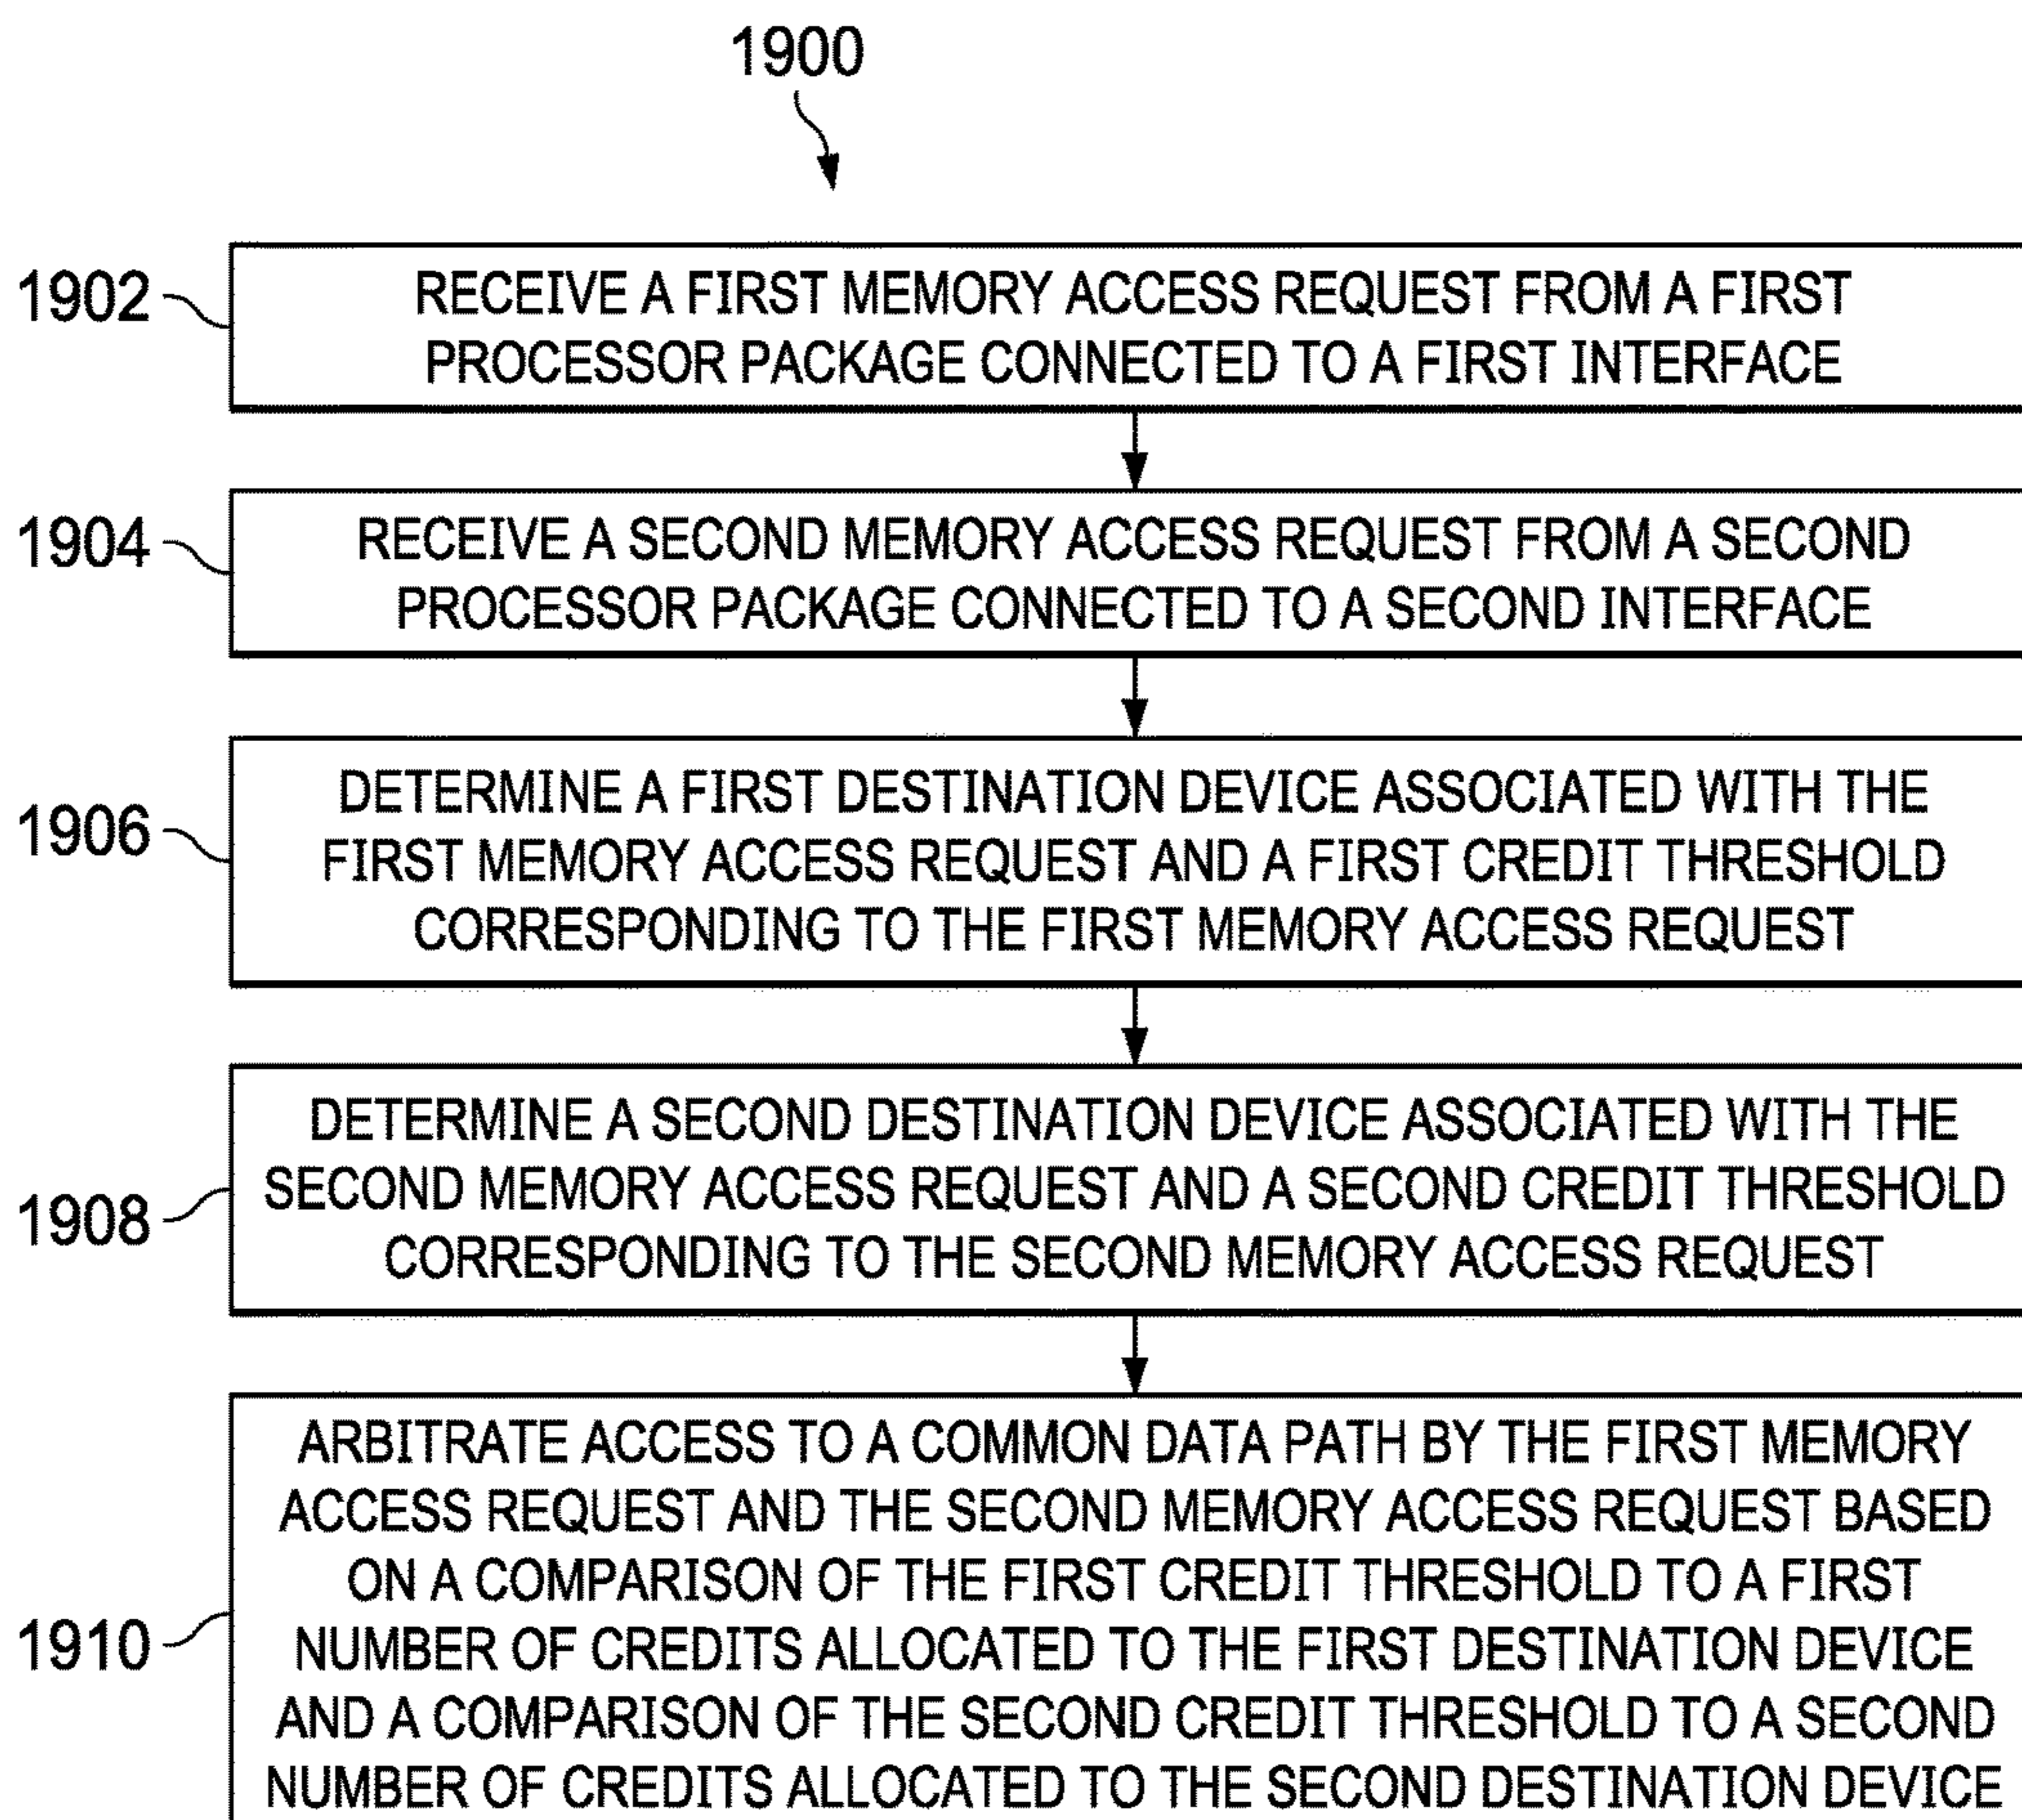 1900
1902
RECEIVE A FIRST MEMORY ACCESS REQUEST FROM A FIRST
PROCESSOR PACKAGE CONNECTED TO A FIRST INTERFACE
1904
RECEIVE A SECOND MEMORY ACCESS REQUEST FROM A SECOND
PROCESSOR PACKAGE CONNECTED TO A SECOND INTERFACE
1906
DETERMINE A FIRST DESTINATION DEVICE ASSOCIATED WITH THE
FIRST MEMORY ACCESS REQUEST AND A FIRST CREDIT THRESHOLD
CORRESPONDING TO THE FIRST MEMORY ACCESS REQUEST
1908
DETERMINE A SECOND DESTINATION DEVICE ASSOCIATED WITH THE
SECOND MEMORY ACCESS REQUEST AND A SECOND CREDIT THRESHOLD
CORRESPONDING TO THE SECOND MEMORY ACCESS REQUEST
1910
ARBITRATE ACCESS TO A COMMON DATA PATH BY THE FIRST MEMORY
ACCESS REQUEST AND THE SECOND MEMORY ACCESS REQUEST BASED
ON A COMPARISON OF THE FIRST CREDIT THRESHOLD TO A FIRST
NUMBER OF CREDITS ALLOCATED TO THE FIRST DESTINATION DEVICE
AND A COMPARISON OF THE SECOND CREDIT THRESHOLD TO A SECOND
NUMBER OF CREDITS ALLOCATED TO THE SECOND DESTINATION DEVICE